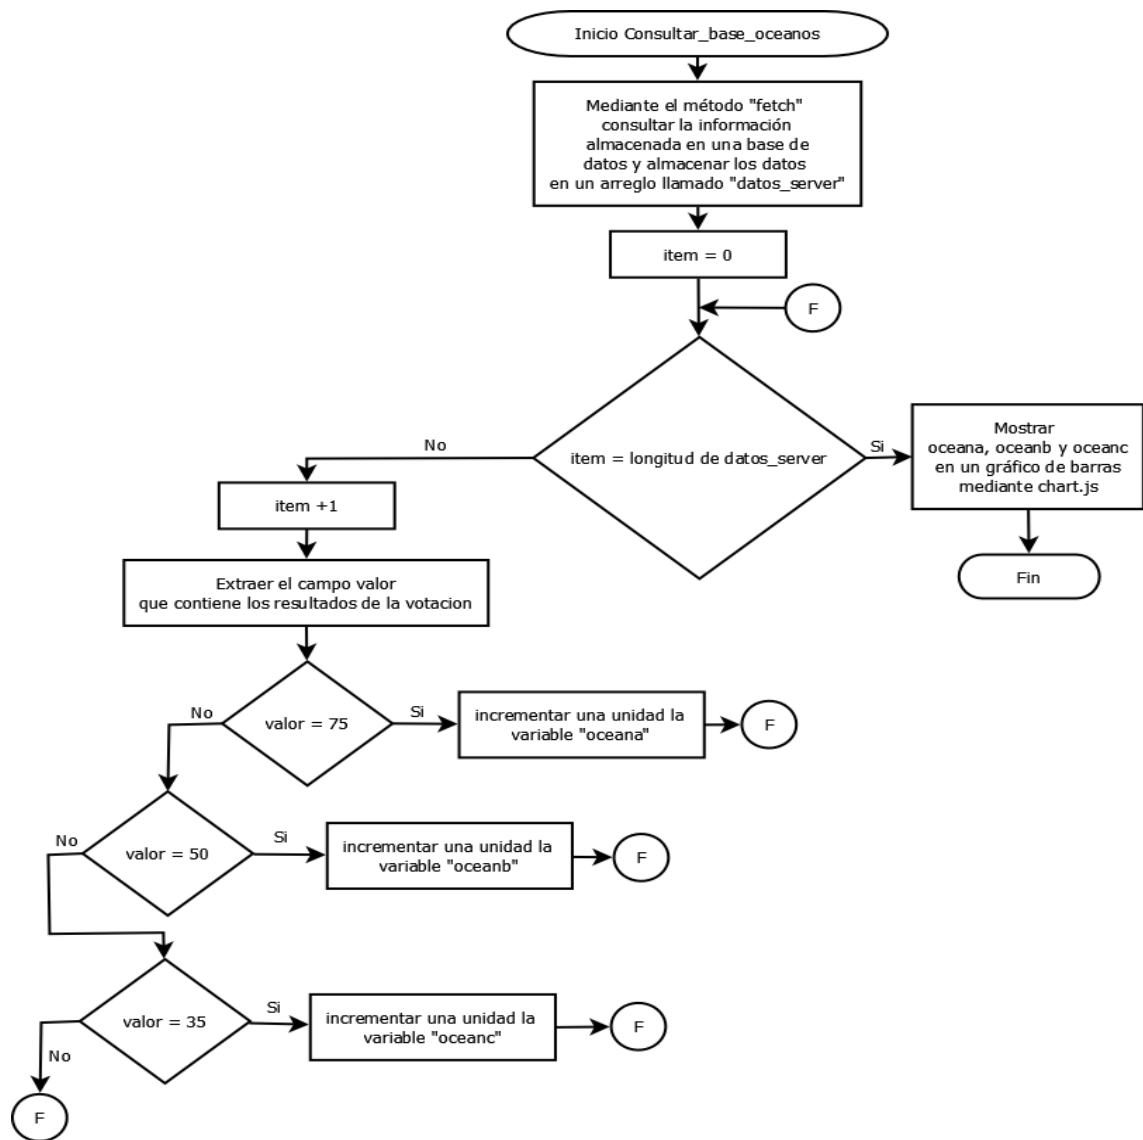 Inicio Consultar_base_oceanos
Mediante el método "fetch"
consultar la información
almacenada en una base de
datos y almacenar los datos
en un arreglo llamado "datos_server"
item = 0
F
item = longitud de datos_server
No
Si
Mostrar
oceana, oceanb y oceanc
en un gráfico de barras
mediante chart.js
Fin
item +1
Extraer el campo valor
que contiene los resultados de la votacion
valor = 75
No
Si
incrementar una unidad la
variable "oceana"
F
valor = 50
No
Si
incrementar una unidad la
variable "oceanb"
F
valor = 35
No
Si
incrementar una unidad la
variable "oceanc"
F
F